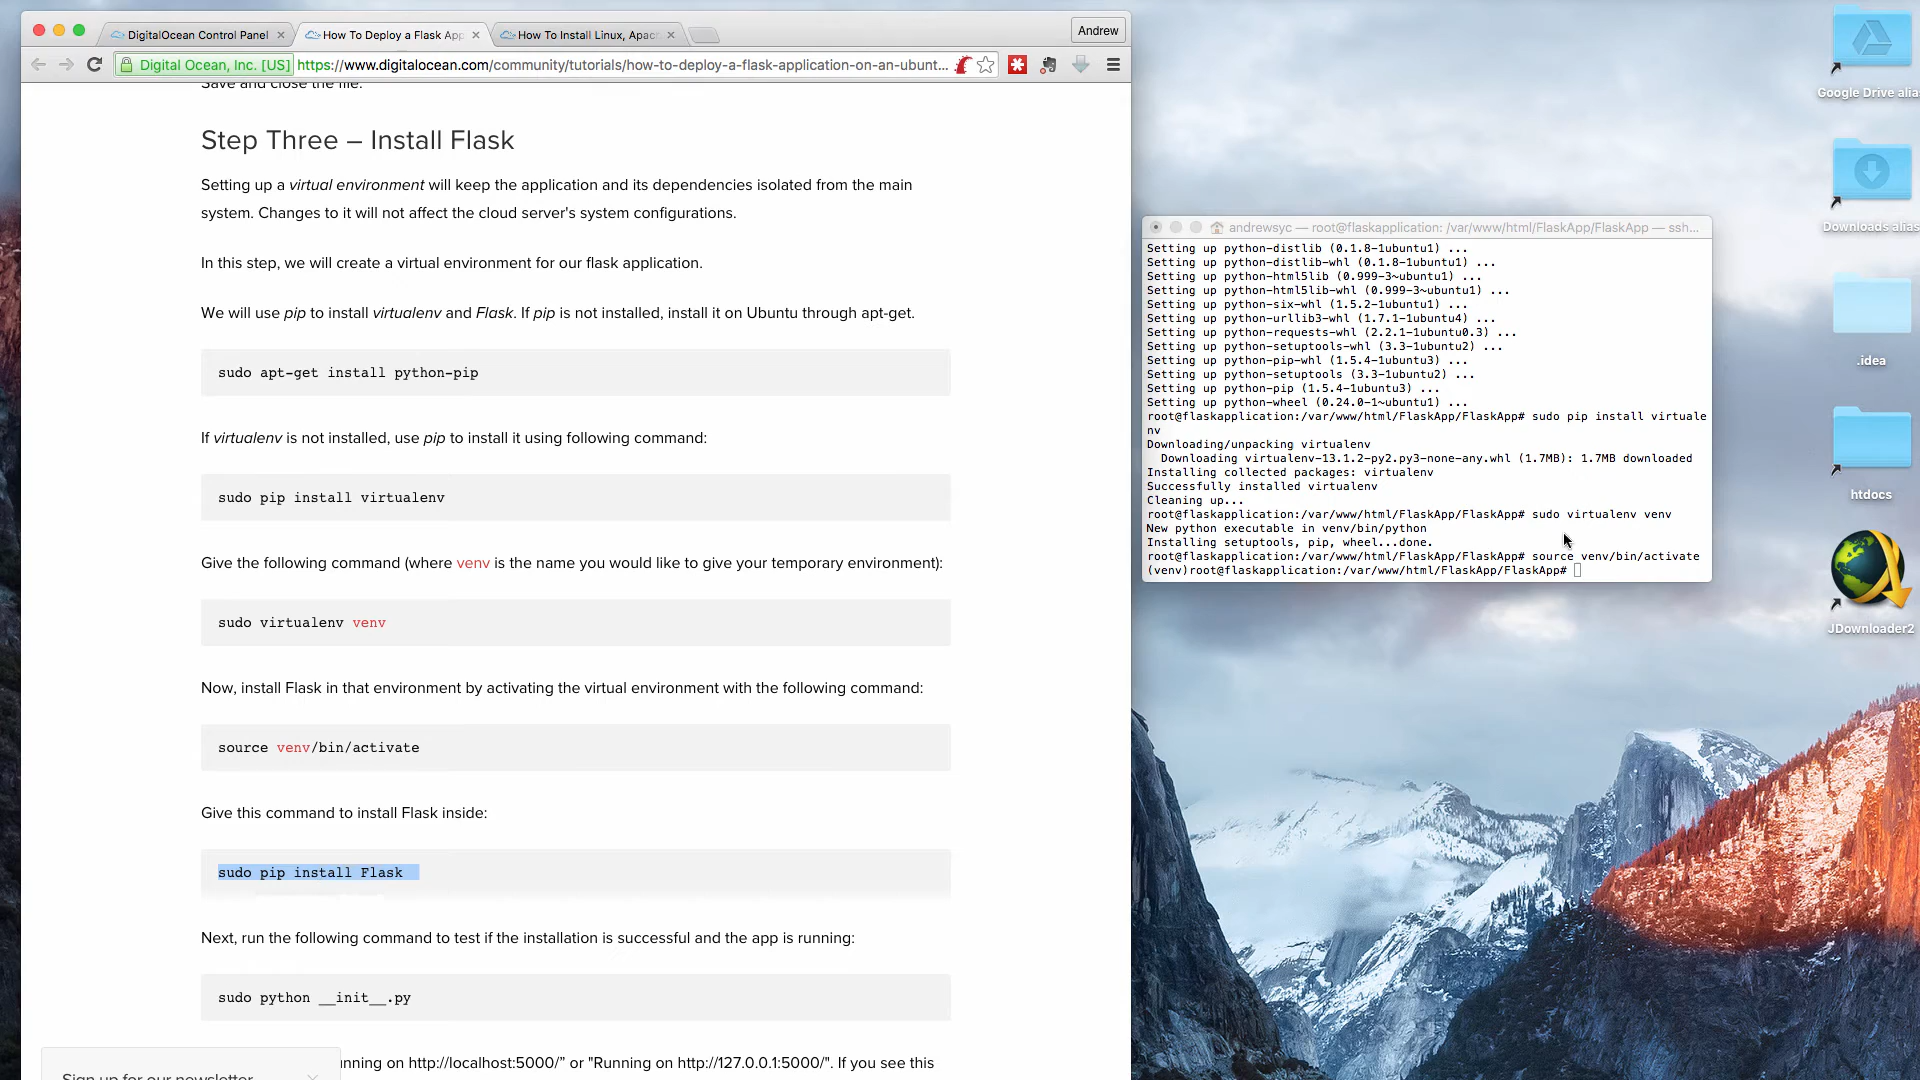 DigitalOcean Control Panel
How To Deploy a Flask App
How To Install Linux, Apac
Andrew
Digital Ocean, Inc. [US] https://www.digitalocean.com/community/tutorials/how-to-deploy-a-flask-application-on-an-ubunt...
Save and close the file.
Step Three – Install Flask
Setting up a virtual environment will keep the application and its dependencies isolated from the main
system. Changes to it will not affect the cloud server's system configurations.
In this step, we will create a virtual environment for our flask application.
We will use pip to install virtualenv and Flask. If pip is not installed, install it on Ubuntu through apt-get.
sudo apt-get install python-pip
If virtualenv is not installed, use pip to install it using following command:
sudo pip install virtualenv
Give the following command (where venv is the name you would like to give your temporary environment):
sudo virtualenv venv
Now, install Flask in that environment by activating the virtual environment with the following command:
source venv/bin/activate
Give this command to install Flask inside:
sudo pip install Flask
Next, run the following command to test if the installation is successful and the app is running:
sudo python __init__.py
unning on http://localhost:5000/” or "Running on http://127.0.0.1:5000/". If you see this
Sign up for our newsletter
andrewsyc — root@flaskapplication: /var/www/html/FlaskApp/FlaskApp — ssh...
Setting up python-distlib (0.1.8-1ubuntu1) ...
Setting up python-distlib-whl (0.1.8-1ubuntu1) ...
Setting up python-html5lib (0.999-3~ubuntu1) ...
Setting up python-html5lib-whl (0.999-3~ubuntu1) ...
Setting up python-six-whl (1.5.2-1ubuntu1) ...
Setting up python-urllib3-whl (1.7.1-1ubuntu4) ...
Setting up python-requests-whl (2.2.1-1ubuntu0.3) ...
Setting up python-setuptools-whl (3.3-1ubuntu2) ...
Setting up python-pip-whl (1.5.4-1ubuntu3) ...
Setting up python-setuptools (3.3-1ubuntu2) ...
Setting up python-pip (1.5.4-1ubuntu3) ...
Setting up python-wheel (0.24.0-1~ubuntu1) ...
root@flaskapplication:/var/www/html/FlaskApp/FlaskApp# sudo pip install virtuale
nv
Downloading/unpacking virtualenv
Downloading virtualenv-13.1.2-py2.py3-none-any.whl (1.7MB): 1.7MB downloaded
Installing collected packages: virtualenv
Successfully installed virtualenv
Cleaning up...
root@flaskapplication:/var/www/html/FlaskApp/FlaskApp# sudo virtualenv venv
New python executable in venv/bin/python
Installing setuptools, pip, wheel...done.
root@flaskapplication:/var/www/html/FlaskApp/FlaskApp# source venv/bin/activate
(venv)root@flaskapplication:/var/www/html/FlaskApp/FlaskApp#
Google Drive alia
Downloads alias
.idea
htdocs
JDownloader2